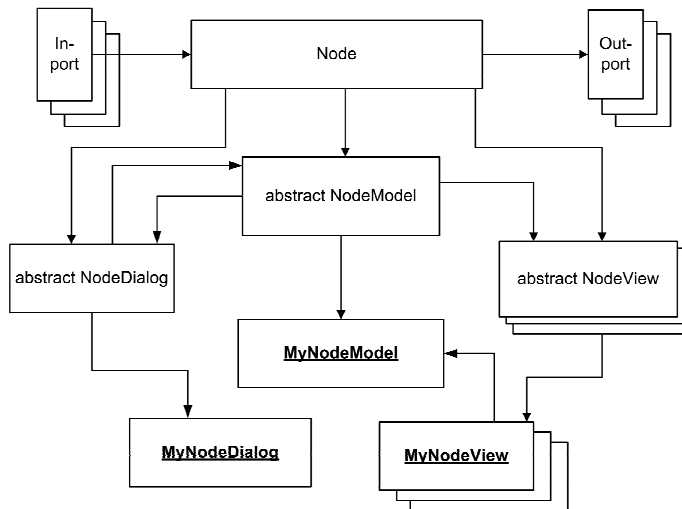 In-
port
Node
Out-
port
abstract NodeModel
abstract NodeDialog
abstract NodeView
MyNodeModel
MyNodeDialog
MyNodeView